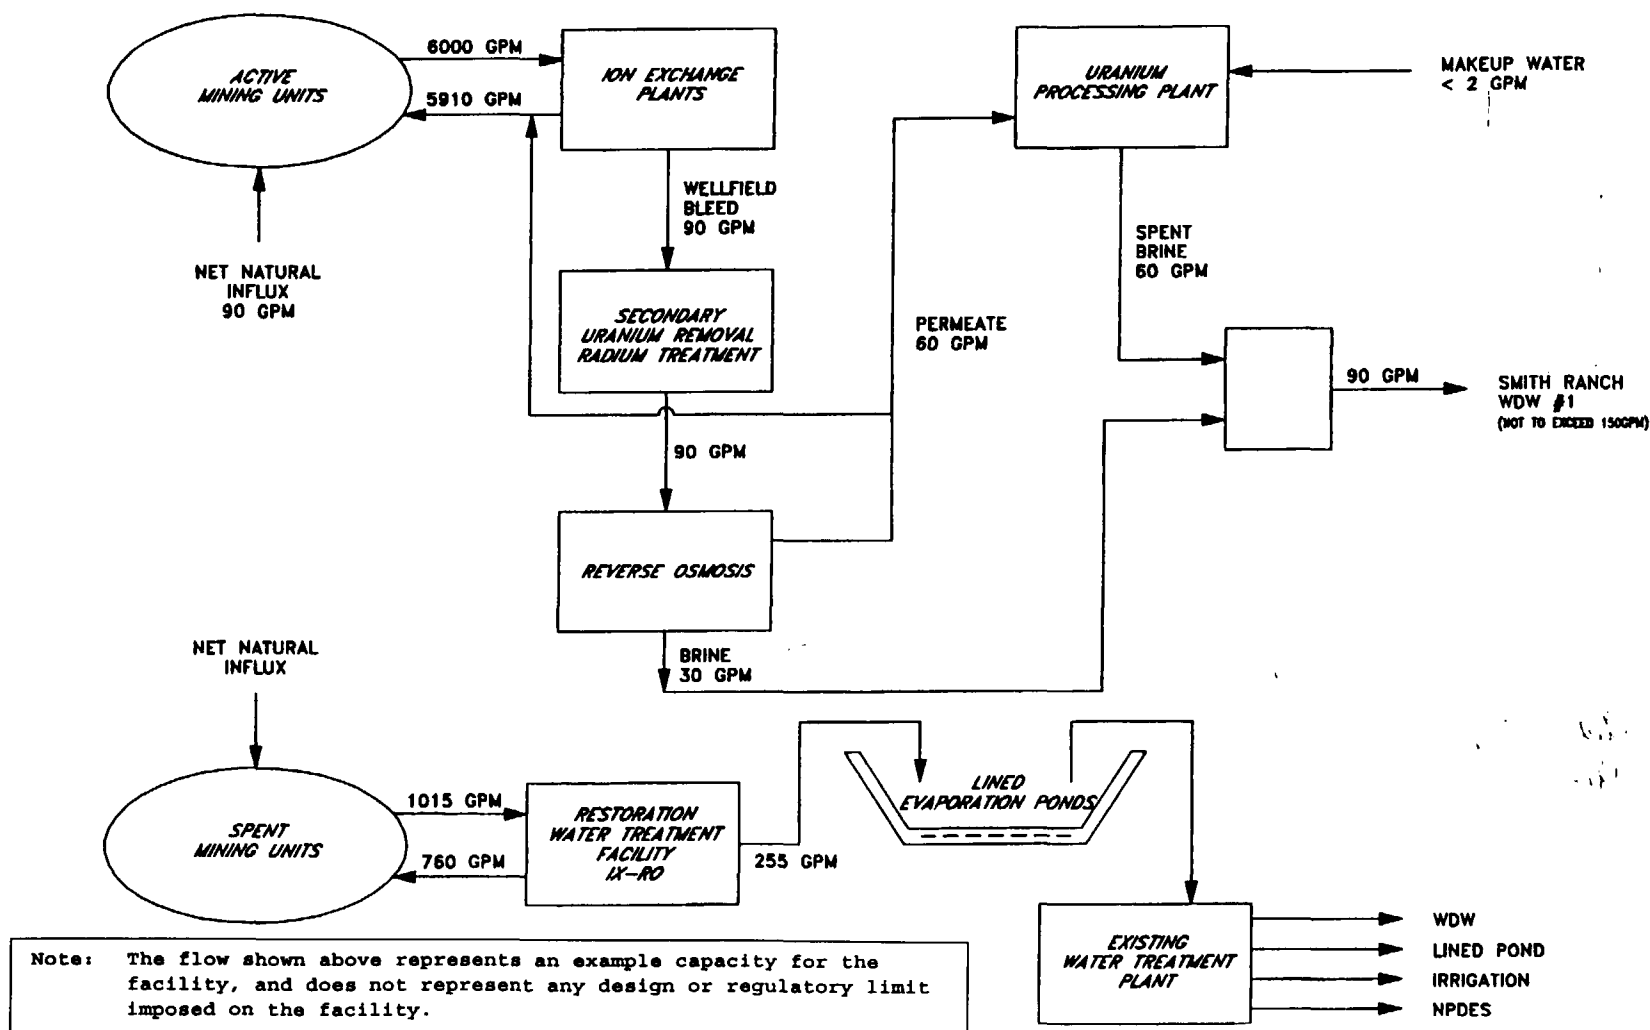 6000 GPM
ACTIVE
MINING UNITS
5910 GPM
ION EXCHANGE
PLANTS
URANIUM
PROCESSING PLANT
MAKEUP WATER
< 2 GPM
NET NATURAL
INFLUX
90 GPM
WELLFIELD
BLEED
90 GPM
SPENT
BRINE
60 GPM
SECONDARY
URANIUM REMOVAL
RADIUM TREATMENT
PERMEATE
60 GPM
90 GPM
SMITH RANCH
WDW #1
(NOT TO EXCEED 150GPM)
90 GPM
REVERSE OSMOSIS
BRINE
30 GPM
NET NATURAL
INFLUX
1015 GPM
SPENT
MINING UNITS
760 GPM
RESTORATION
WATER TREATMENT
FACILITY
IX-RO
255 GPM
LINED
EVAPORATION PONDS
EXISTING
WATER TREATMENT
PLANT
WDW
LINED POND
IRRIGATION
NPDES
Note: The flow shown above represents an example capacity for the
facility, and does not represent any design or regulatory limit
imposed on the facility.